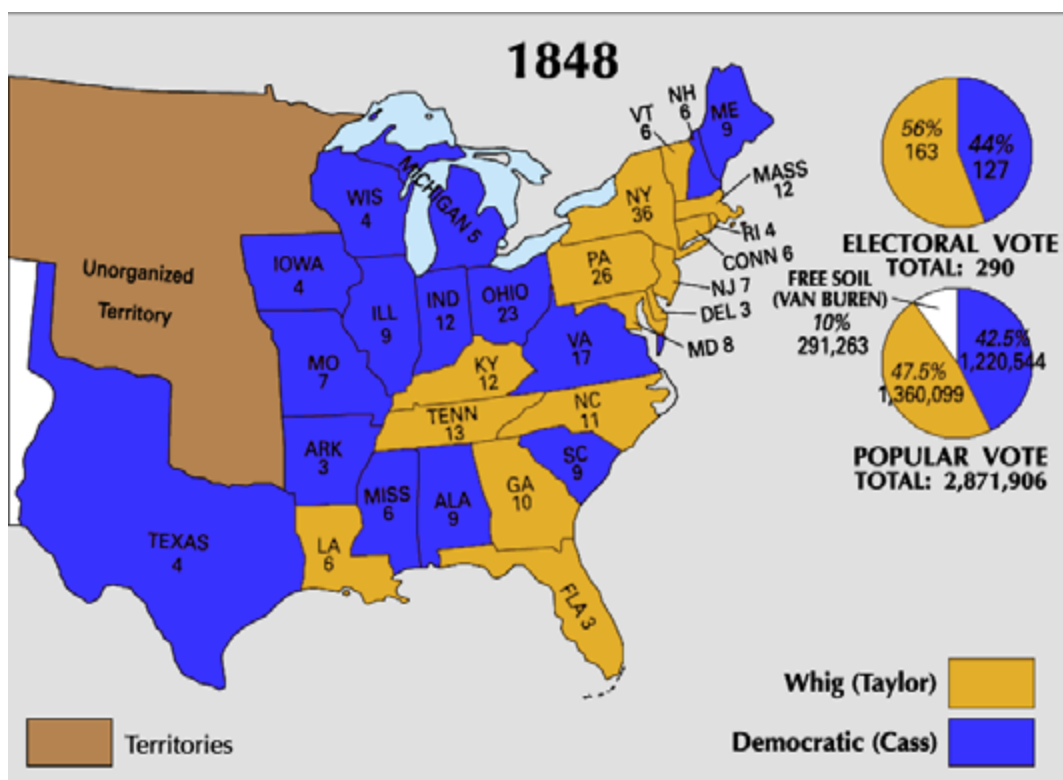 1848
NH
6
VT
6
ME
9
MASS
12
NY
36
RI 4
CONN 6
PA
26
NJ 7
DEL 3
MD 8
WIS
4
MICHIGAN 5
IOWA
4
ILL
9
IND
12
OHIO
23
VA
17
MO
7
KY
12
NC
11
TENN
13
ARK
3
SC
9
MISS
6
ALA
9
GA
10
TEXAS
4
LA
6
FLA 3
Unorganized
Territory
56%
163
44%
127
ELECTORAL VOTE
TOTAL: 290
FREE SOIL
(VAN BUREN)
10%
291,263
42.5%
1,220,544
47.5%
1,360,099
POPULAR VOTE
TOTAL: 2,871,906
Whig (Taylor)
Democratic (Cass)
Territories